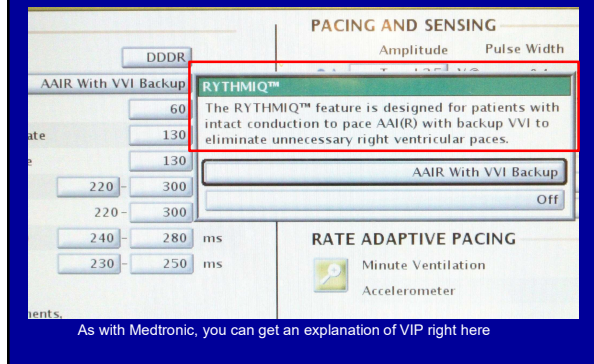 PACING AND SENSING
Amplitude Pulse Width
DDDR
AAIR With VVI Backup
RYTHMIQ™
60
The RYTHMIQ™ feature is designed for patients with
intact conduction to pace AAI(R) with backup VVI to
eliminate unnecessary right ventricular paces.
ate 130
e 130
AAIR With VVI Backup
220 - 300
Off
220 - 300
240 - 280 ms
RATE ADAPTIVE PACING
230 - 250 ms
Minute Ventilation
Accelerometer
nents,
As with Medtronic, you can get an explanation of VIP right here